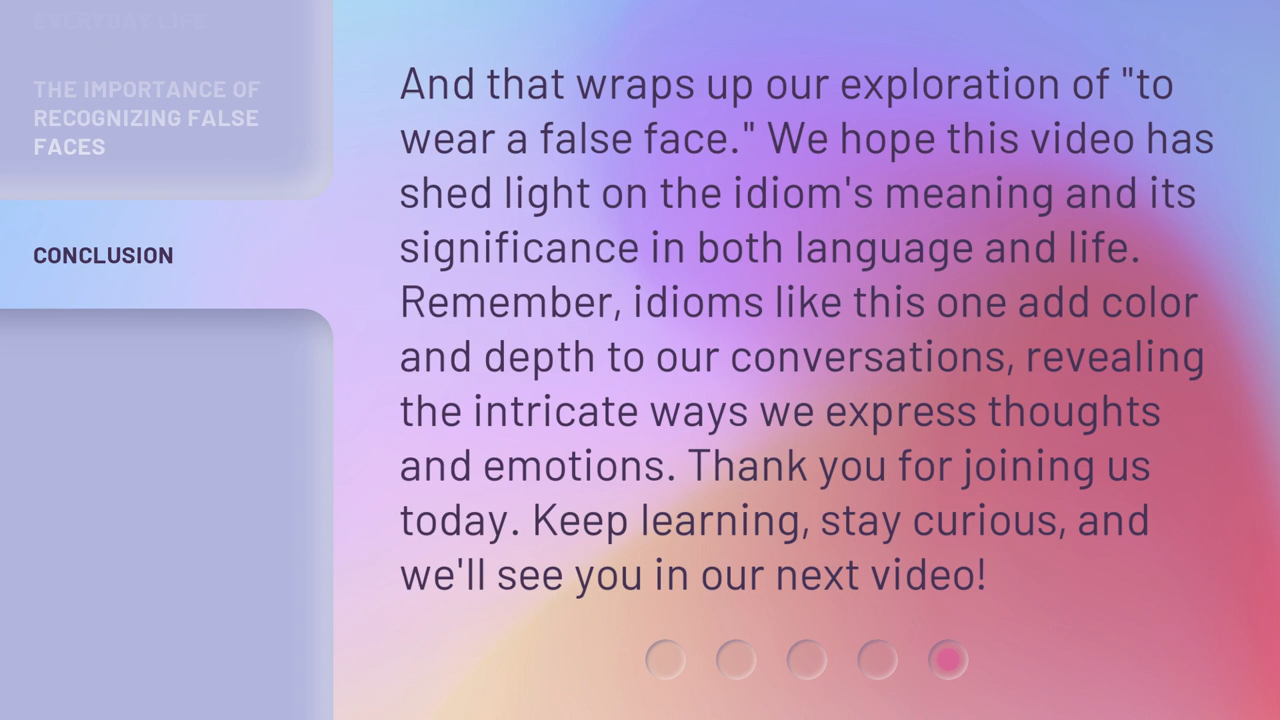 EVERYDAY LIFE
THE IMPORTANCE OF
RECOGNIZING FALSE
FACES
CONCLUSION
And that wraps up our exploration of "to
wear a false face." We hope this video has
shed light on the idiom's meaning and its
significance in both language and life.
Remember, idioms like this one add color
and depth to our conversations, revealing
the intricate ways we express thoughts
and emotions. Thank you for joining us
today. Keep learning, stay curious, and
we'll see you in our next video!